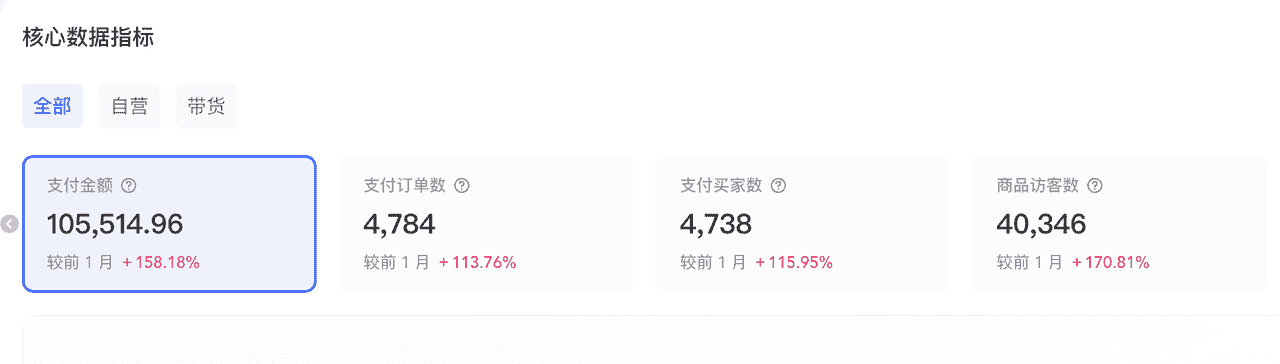 核心数据指标
全部 自营 带货
支付金额 ? 支付订单数 ? 支付买家数 ? 商品访客数 ?
105,514.96 4,784 4,738 40,346
较前 1 月 +158.18% 较前 1 月 +113.76% 较前 1 月 +115.95% 较前 1 月 +170.81%